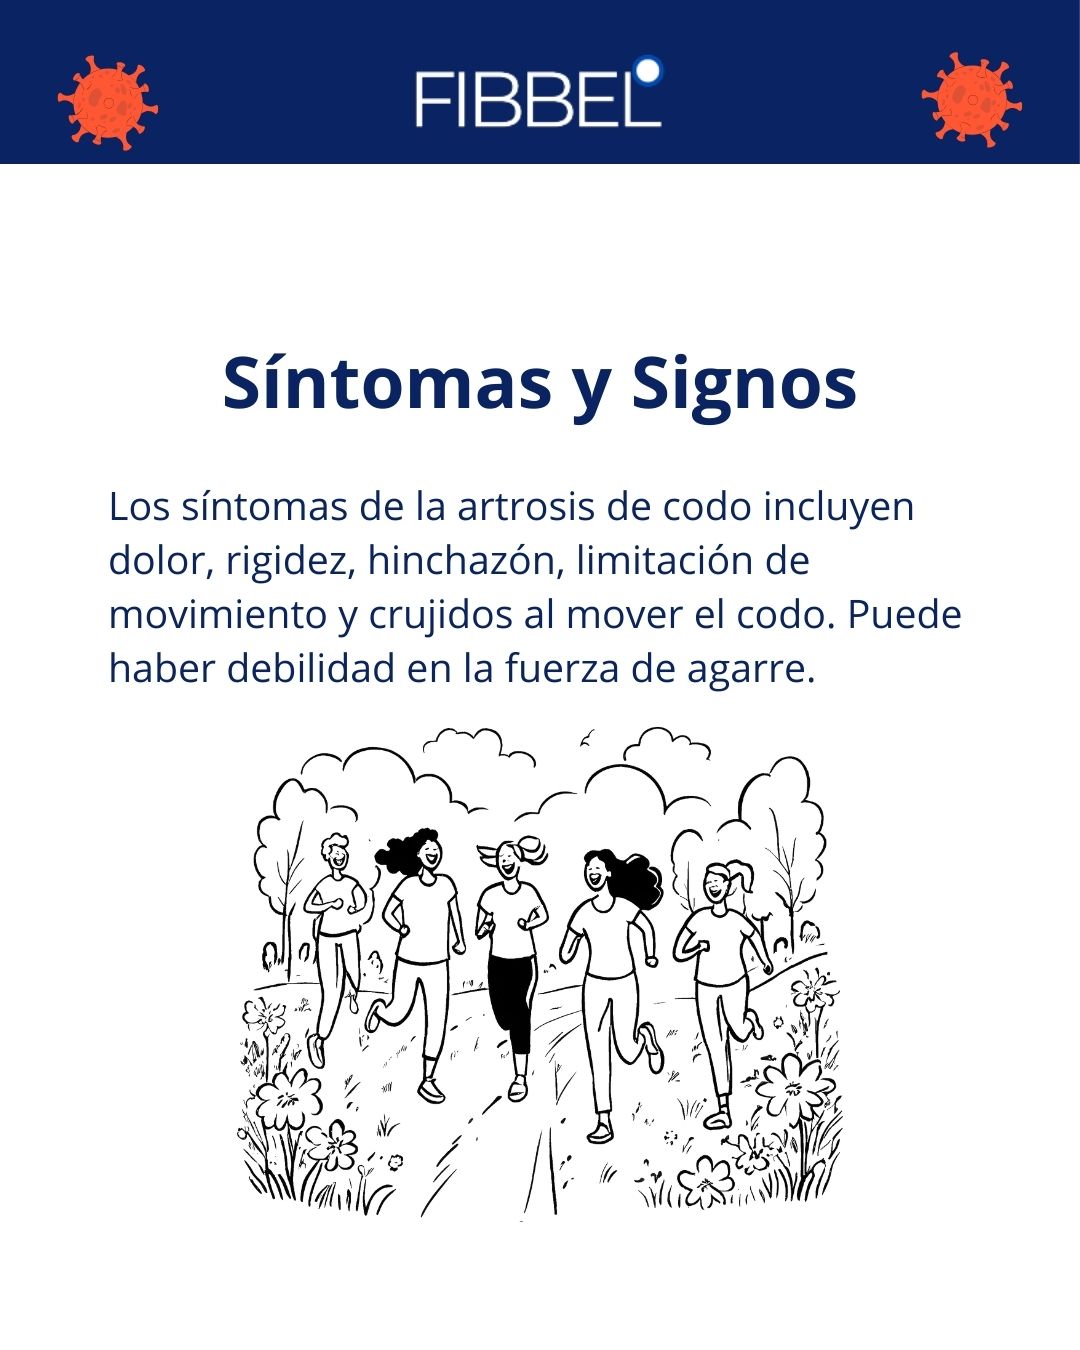 FIBBEL
Síntomas y Signos
Los síntomas de la artrosis de codo incluyen
dolor, rigidez, hinchazón, limitación de
movimiento y crujidos al mover el codo. Puede
haber debilidad en la fuerza de agarre.